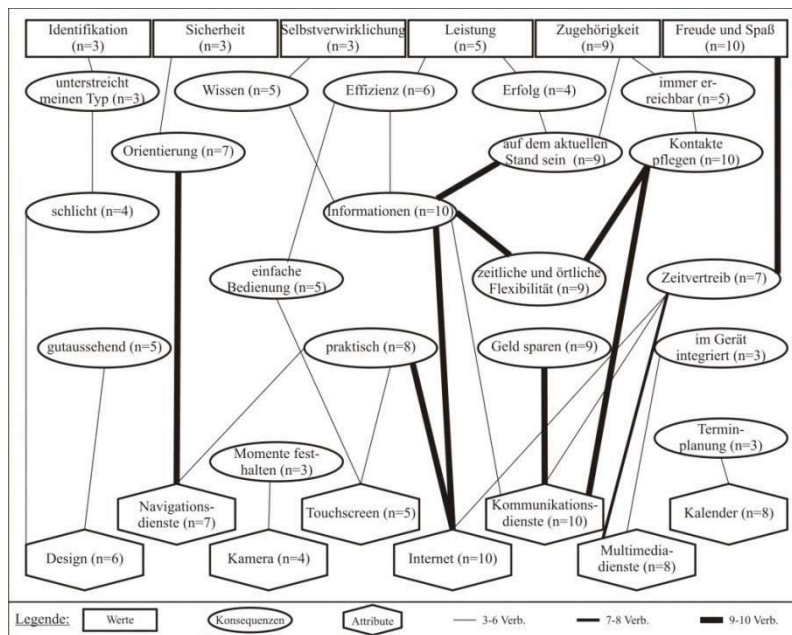 Identifikation
(n=3)
Sicherheit
(n=3)
Selbstverwirklichung
(n=3)
Leistung
(n=5)
Zugehörigkeit
(n=9)
Freude und Spaß
(n=10)
unterstreicht
meinen Typ (n=3)
Wissen (n=5)
Effizienz (n=6)
Erfolg (n=4)
immer er-
reichbar (n=5)
Orientierung (n=7)
auf dem aktuellen
Stand sein (n=9)
Kontakte
pflegen (n=10)
schlicht (n=4)
Informationen (n=10)
einfache
Bedienung (n=5)
zeitliche und örtliche
Flexibilität (n=9)
Zeitvertreib (n=7)
gutaussehend (n=5)
praktisch (n=8)
Geld sparen (n=9)
im Gerät
integriert (n=3)
Momente fest-
halten (n=3)
Termin-
planung (n=3)
Navigations-
dienste (n=7)
Touchscreen (n=5)
Kommunikations-
dienste (n=10)
Kalender (n=8)
Design (n=6)
Kamera (n=4)
Internet (n=10)
Multimedia-
dienste (n=8)
Legende:
Werte
Konsequenzen
Attribute
3-6 Verb.
7-8 Verb.
9-10 Verb.